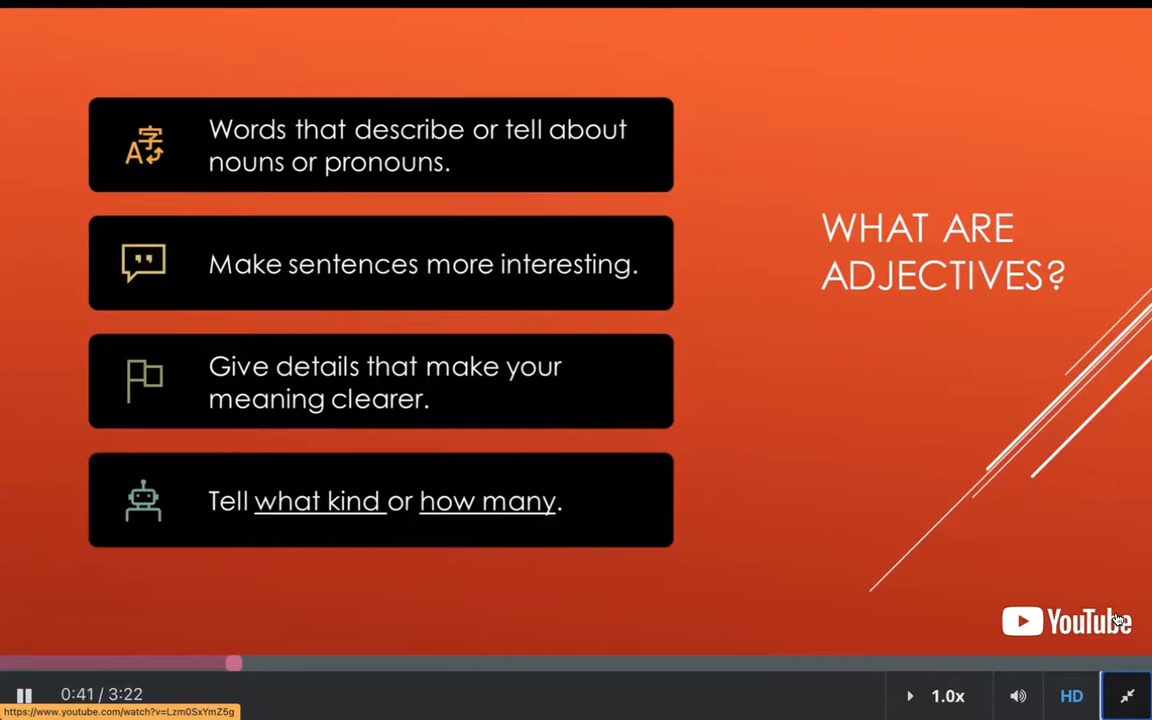 Words that describe or tell about
nouns or pronouns.
Make sentences more interesting.
Give details that make your
meaning clearer.
Tell what kind or how many.
WHAT ARE
ADJECTIVES?
YouTube
0:41 / 3:22
1.0x
HD
https://www.youtube.com/watch?v=Lzm0SxYmZ5g